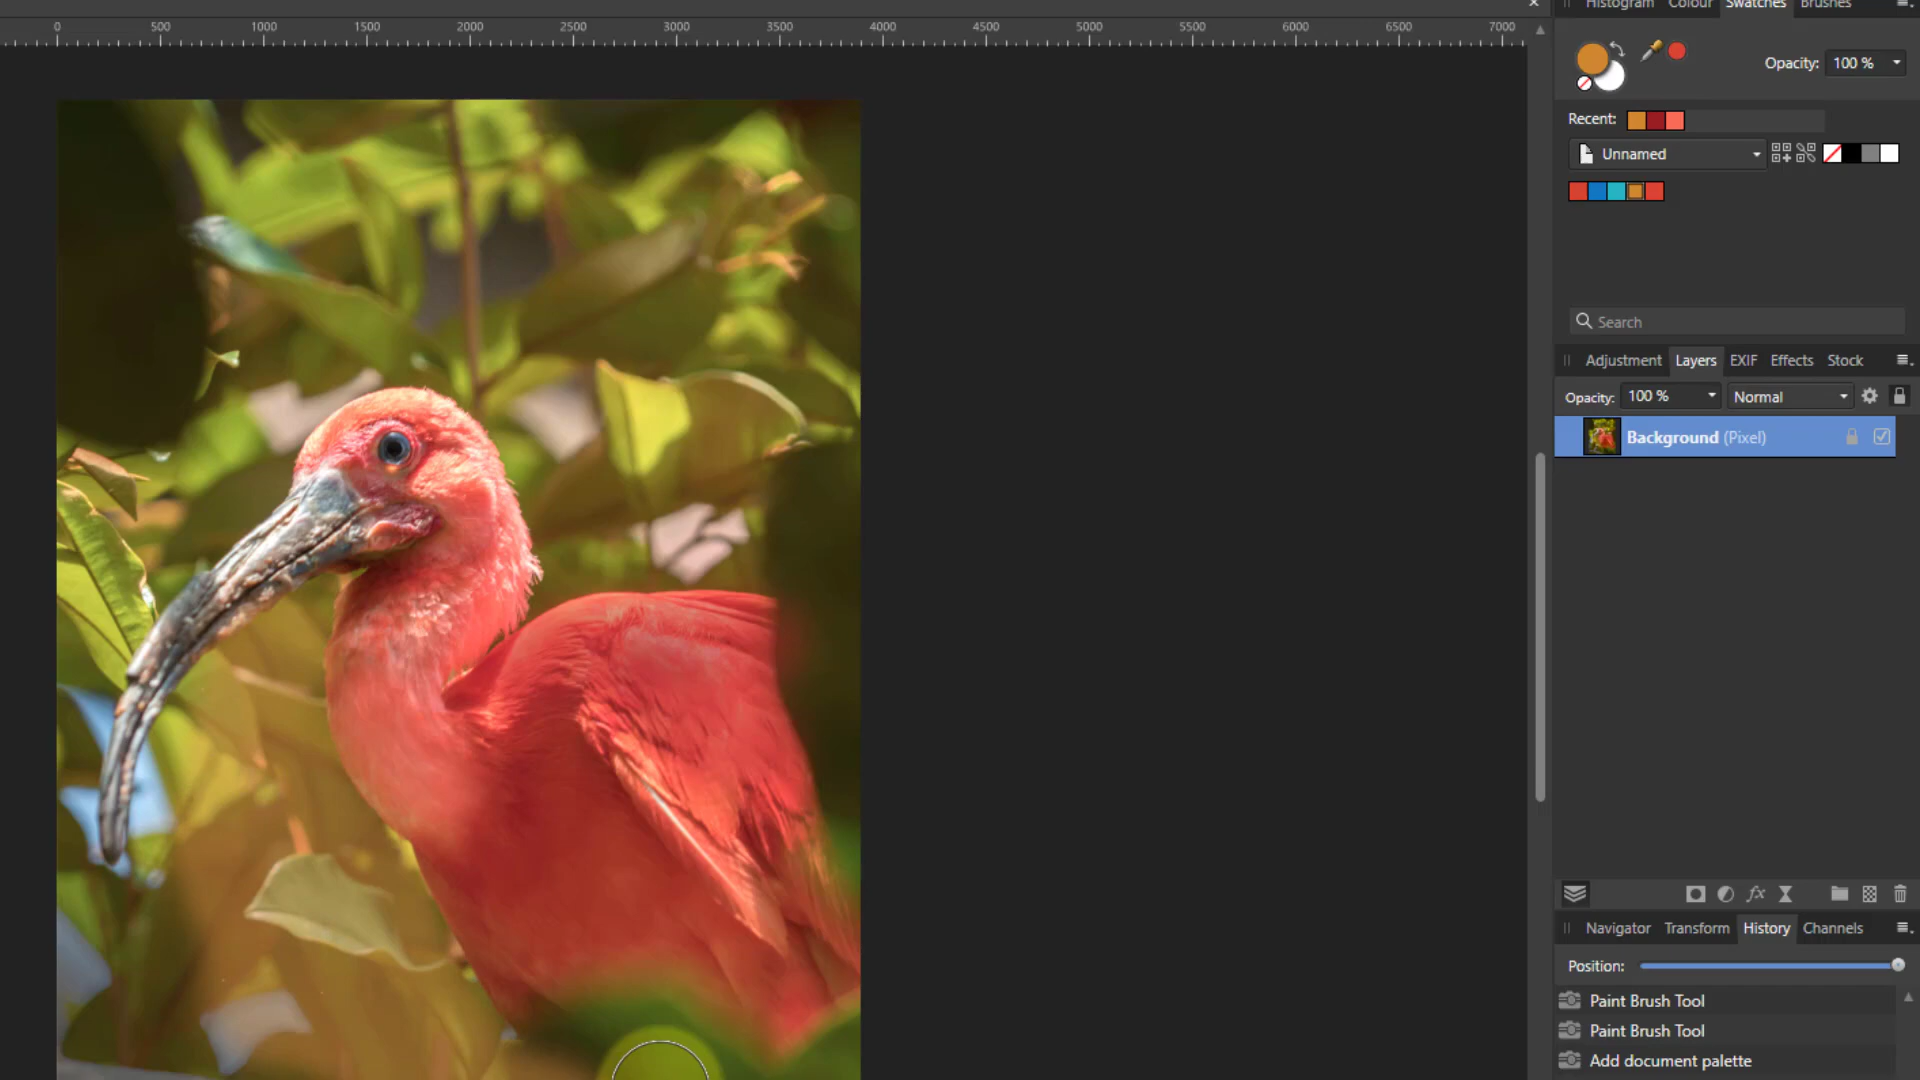 Histogram Colour Swatches Brushes
0 500 1000 1500 2000 2500 3000 3500 4000 4500 5000 5500 6000 6500 7000
Opacity: 100 %
Recent:
Unnamed
Search
Adjustment Layers EXIF Effects Stock
Opacity: 100 % Normal
Background (Pixel)
fx
Navigator Transform History Channels
Position:
Paint Brush Tool
Paint Brush Tool
Add document palette